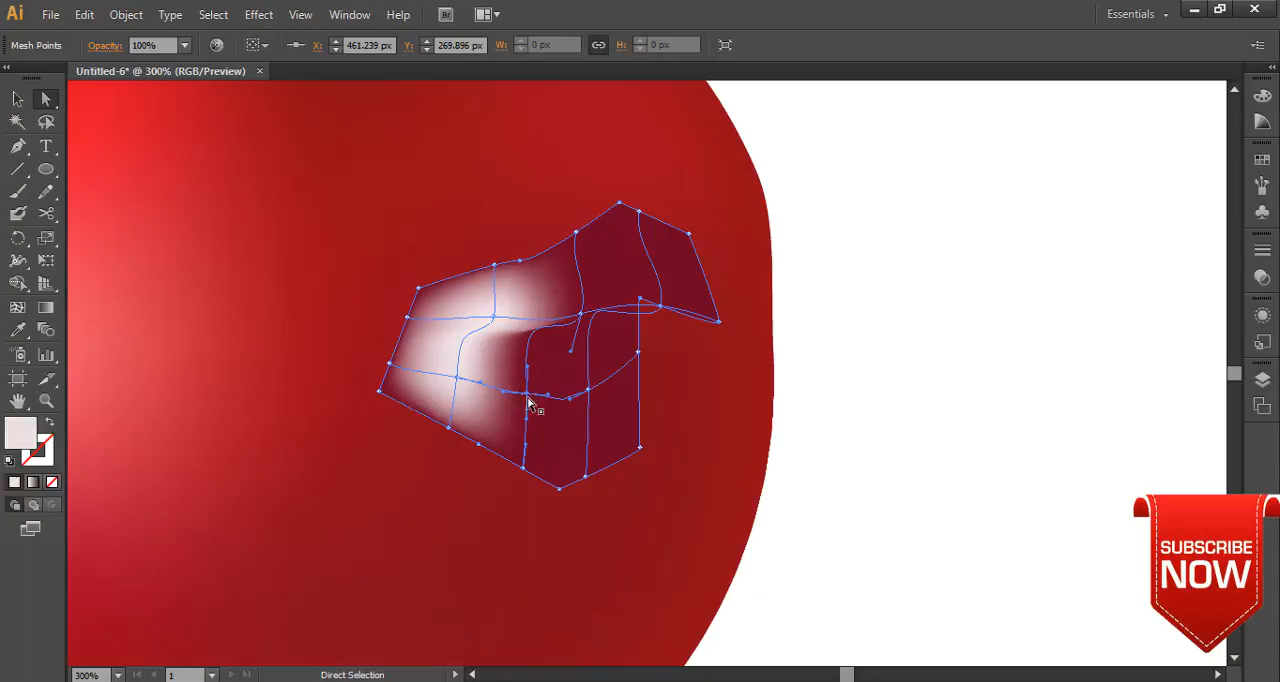 Ai File Edit Object Type Select Effect View Window Help Br Essentials
Mesh Points Opacity: 100% X: 461.239 px Y: 269.896 px W: 0 px H: 0 px
Untitled-6* @ 300% (RGB/Preview) ×
T
SUBSCRIBE
NOW
300% 1 Direct Selection